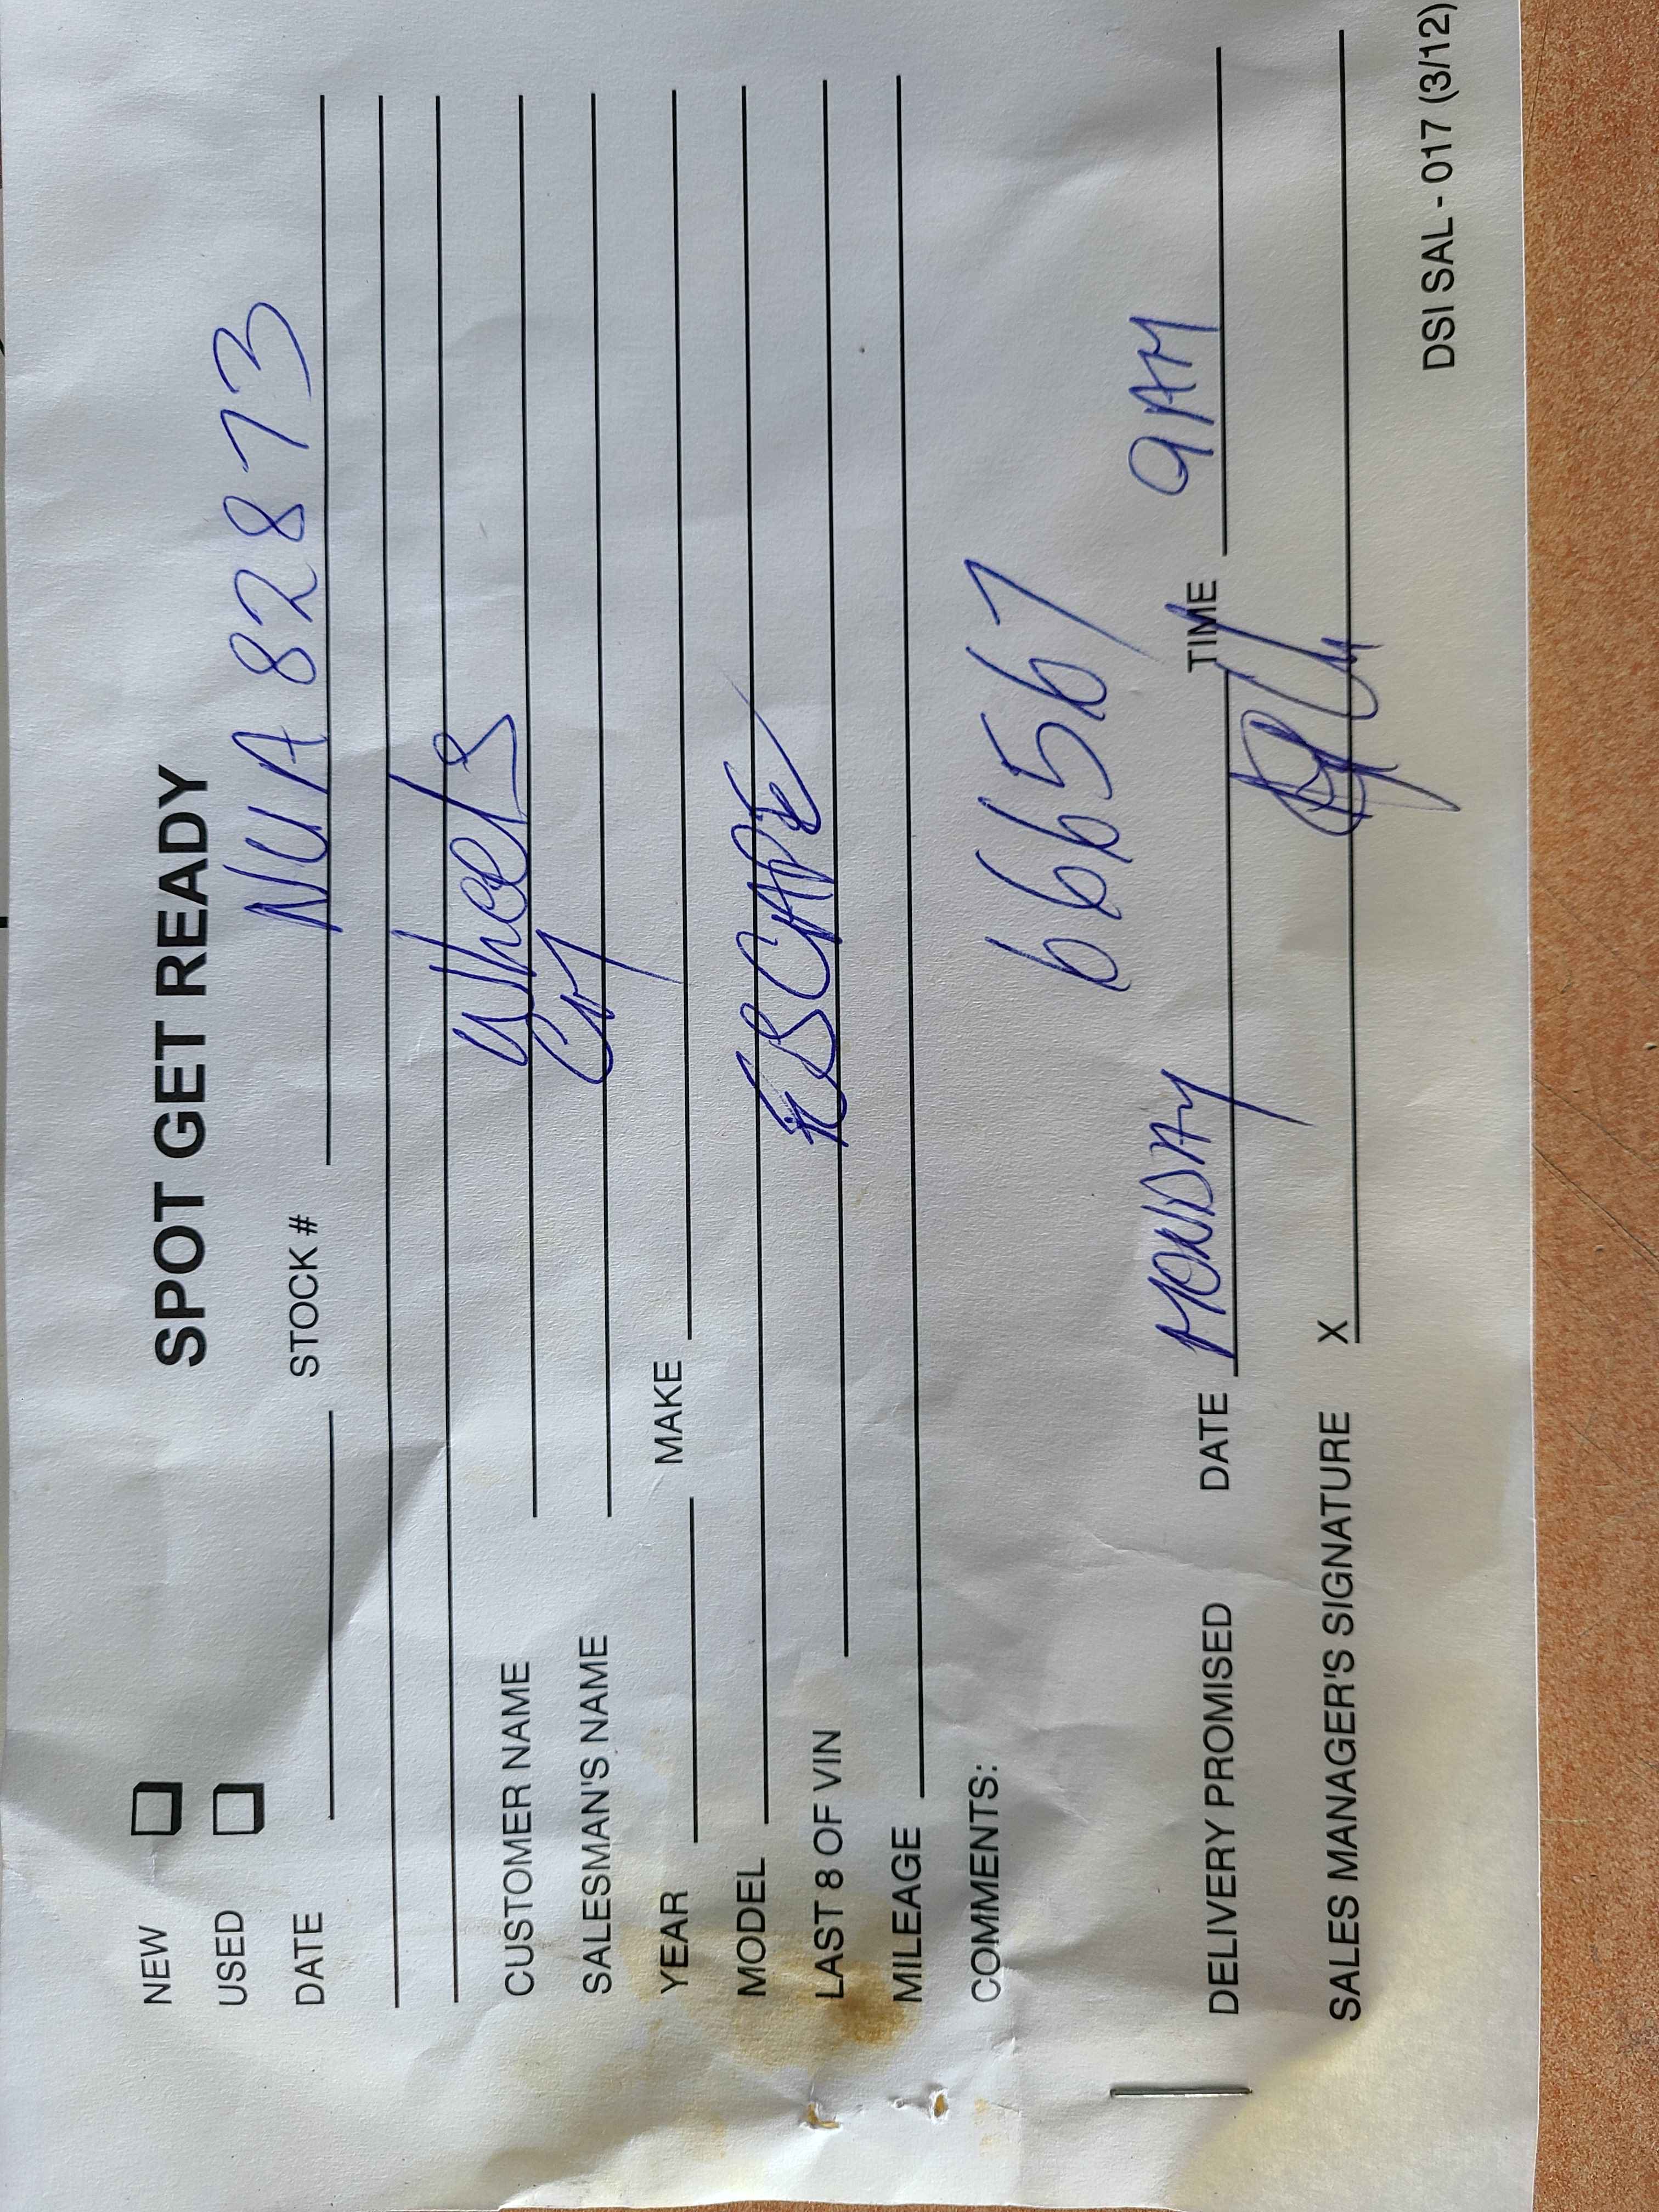 SPOT GET READY
NEW
USED
DATE STOCK # NUA 82873
CUSTOMER NAME Wheels
SALESMAN'S NAME
YEAR MAKE
MODEL ESCAPE
LAST 8 OF VIN
MILEAGE
COMMENTS: 66567
DELIVERY PROMISED DATE MONDAY TIME 9AM
SALES MANAGER'S SIGNATURE X
DSI SAL - 017 (3/12)